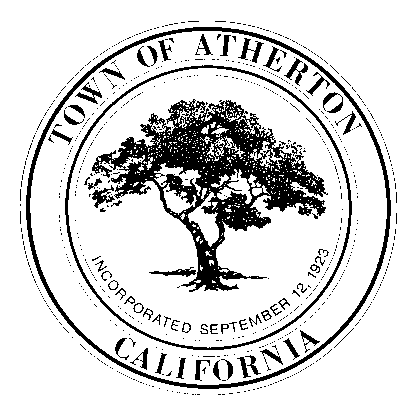 TOWN OF ATHERTON
INCORPORATED SEPTEMBER 12, 1923
CALIFORNIA